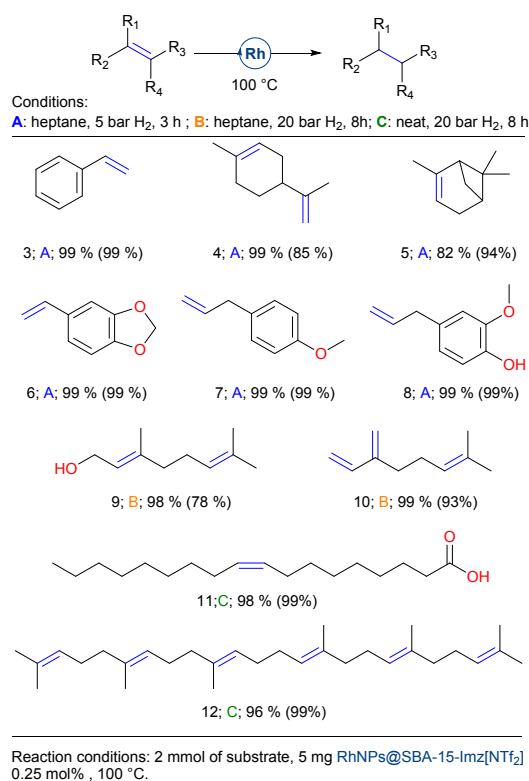 R1
R2
R3
R4
Rh
100 °C
R1
R2
R3
R4
Conditions:
A: heptane, 5 bar H2, 3 h ; B: heptane, 20 bar H2, 8h; C: neat, 20 bar H2, 8 h
3; A; 99 % (99 %)
4; A; 99% (85 %)
5; A; 82 % (94%)
O
O
6; A; 99 % (99 %)
O
7; A; 99% (99 %)
O
OH
8; A; 99% (99%)
HO
9; B; 98% (78 %)
10; B; 99% (93%)
O
OH
11;C; 98 % (99%)
12; C; 96 % (99%)
Reaction conditions: 2 mmol of substrate, 5 mg RhNPs@SBA-15-Imz[NTf2]
0.25 mol% , 100 °C.